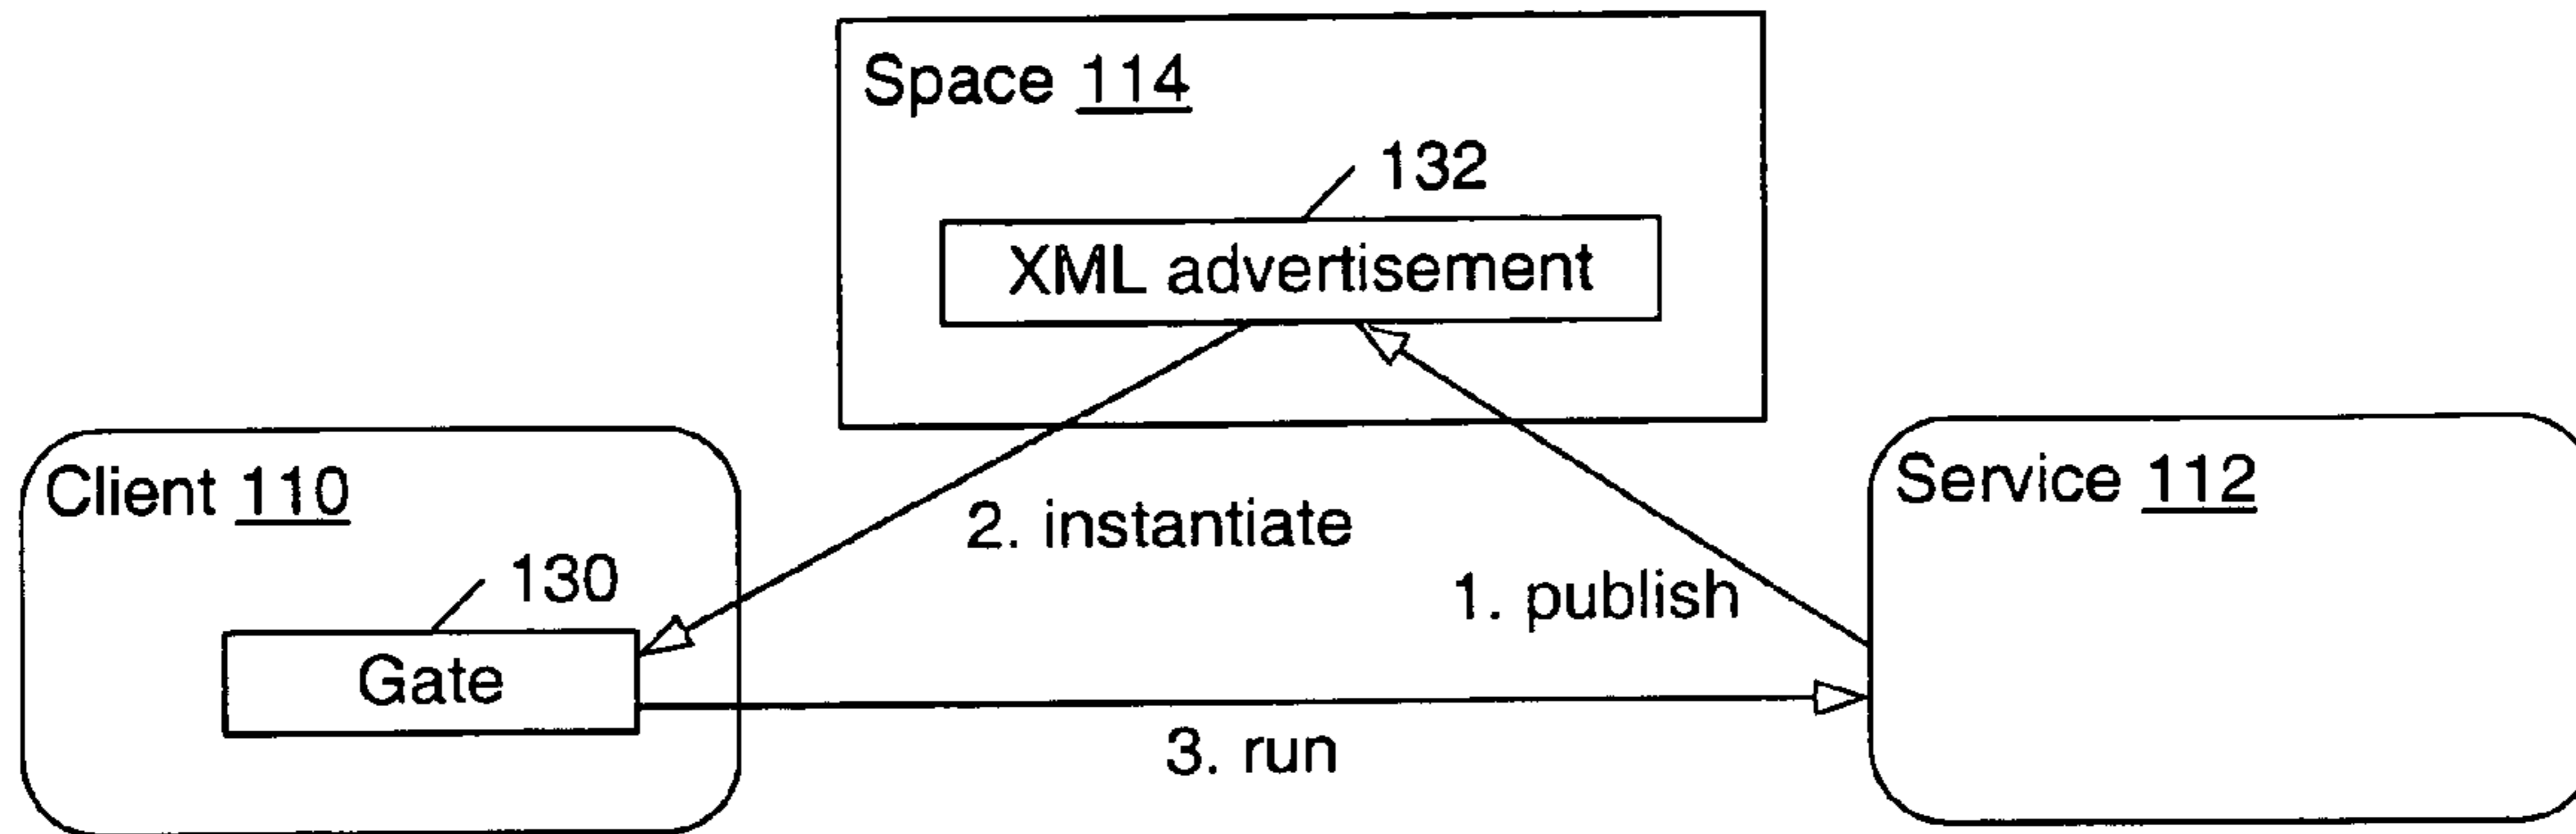 Space 114
132
XML advertisement
Client 110
Service 112
2. instantiate
130
1. publish
Gate
3. run